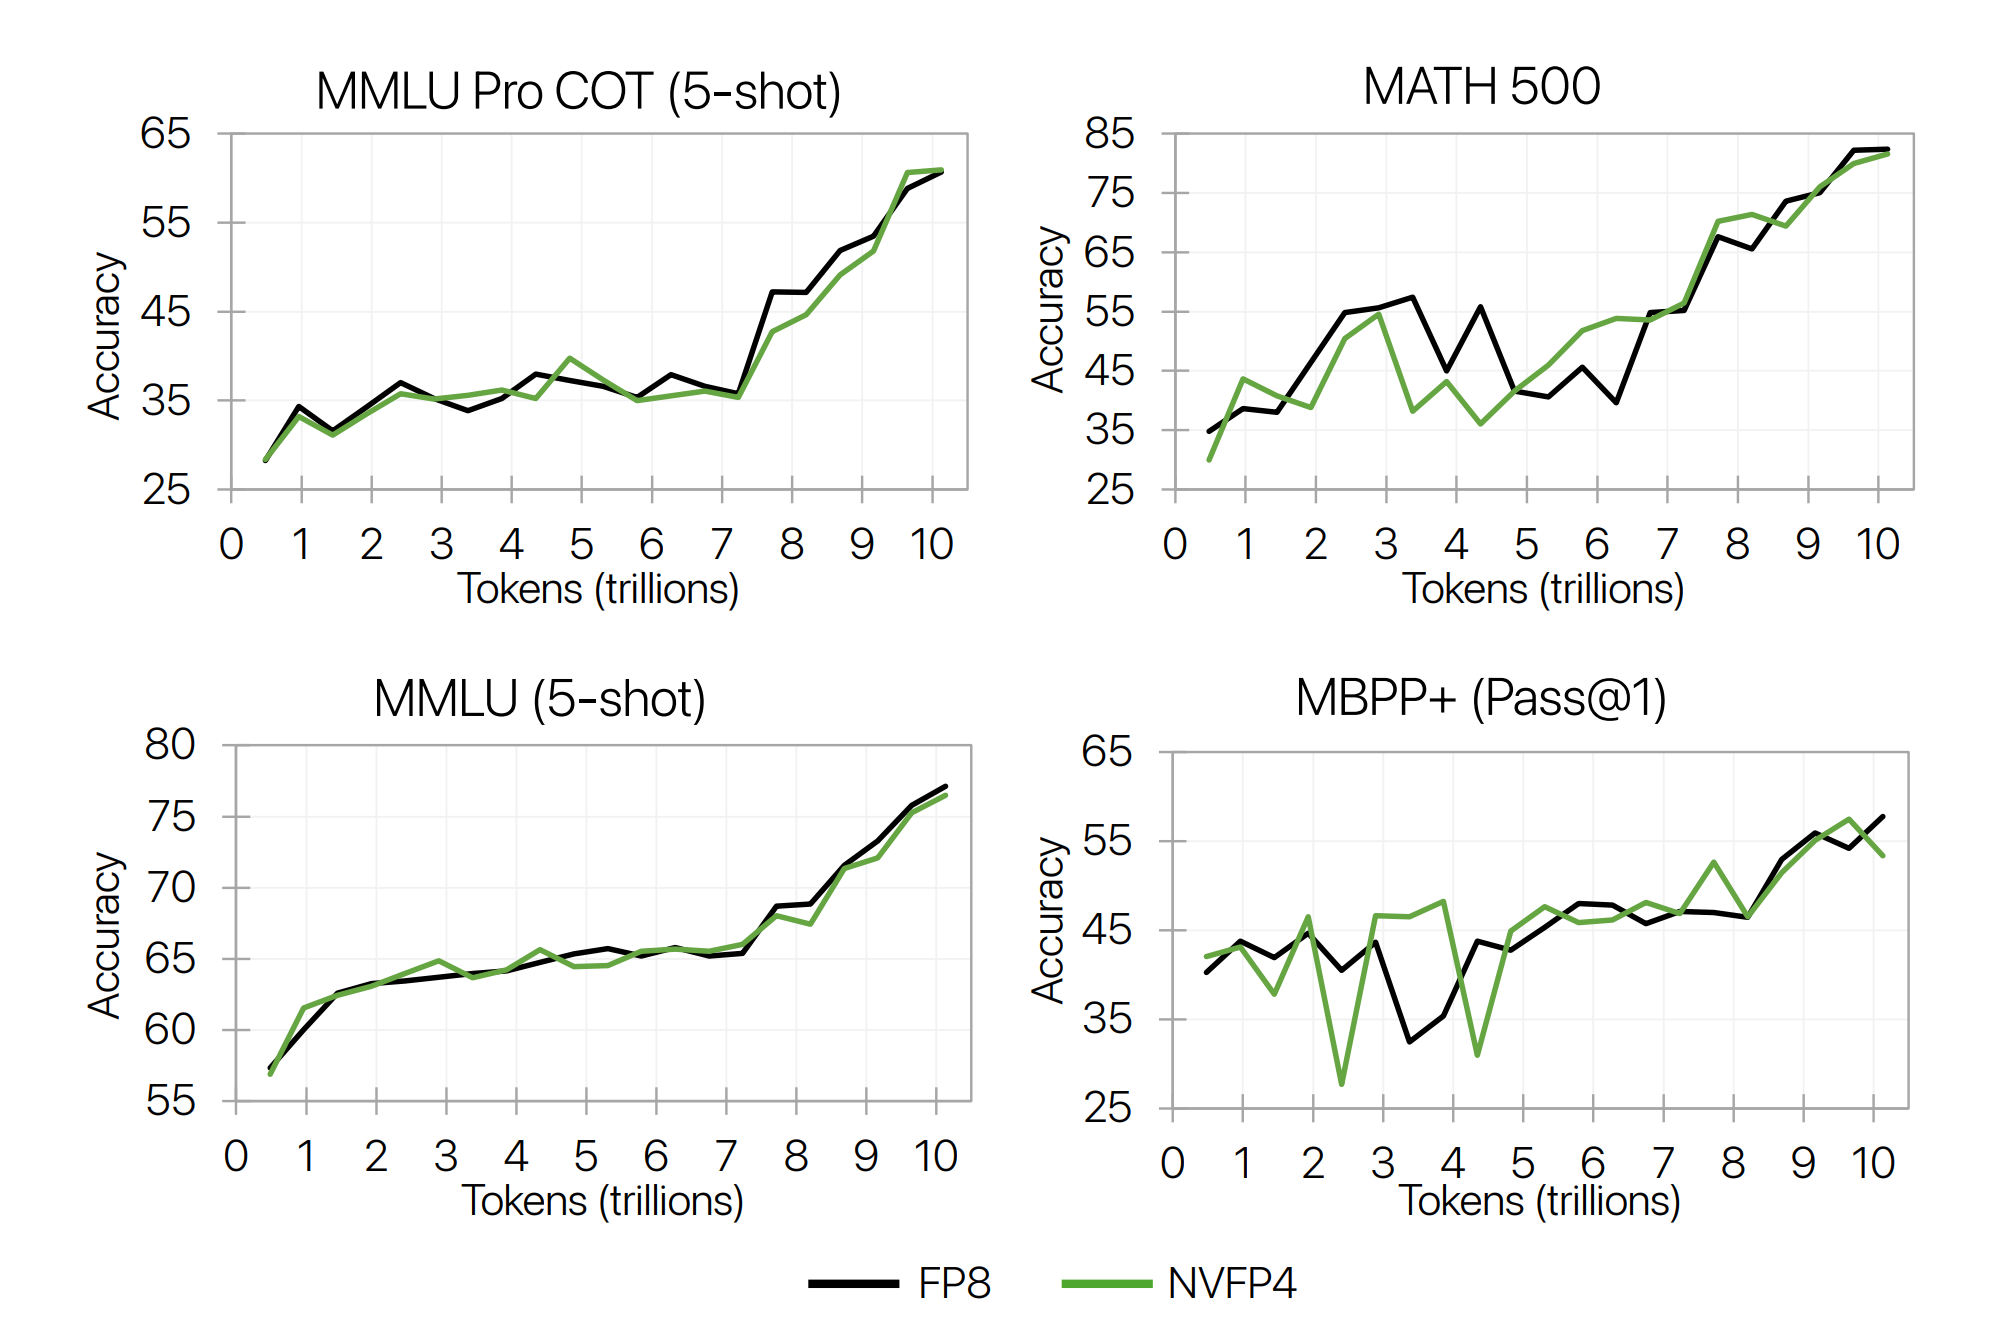 MMLU Pro COT (5-shot)
65
55
45
35
25
Accuracy
0 1 2 3 4 5 6 7 8 9 10
Tokens (trillions)
MATH 500
85
75
65
55
45
35
25
Accuracy
0 1 2 3 4 5 6 7 8 9 10
Tokens (trillions)
MMLU (5-shot)
80
75
70
65
60
55
Accuracy
0 1 2 3 4 5 6 7 8 9 10
Tokens (trillions)
MBPP+ (Pass@1)
65
55
45
35
25
Accuracy
0 1 2 3 4 5 6 7 8 9 10
Tokens (trillions)
FP8 NVFP4